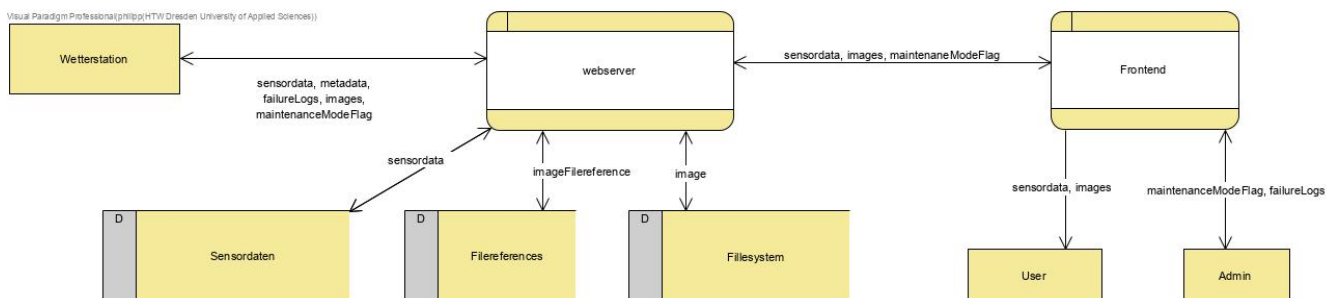 Visual Paradigm Professional(philipp(HTW Dresden University of Applied Sciences))
Wetterstation
sensordata, metadada,
failureLogs, images,
maintenanceModeFlag
webserver
sensordata, images, maintenaneModeFlag
Frontend
sensordata
imageFilereference
image
sensordata, images
maintenanceModeFlag, failureLogs
D
Sensordaten
D
Filereferences
D
Fillesystem
User
Admin